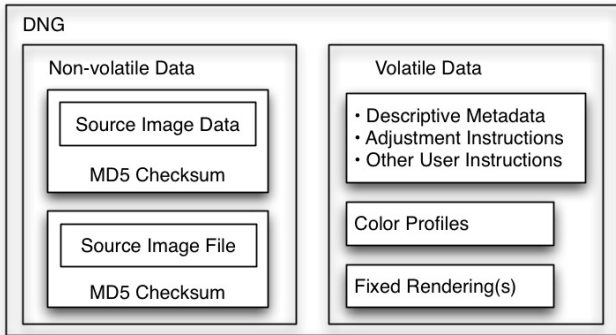 DNG
Non-volatile Data
Source Image Data
MD5 Checksum
Source Image File
MD5 Checksum
Volatile Data
• Descriptive Metadata
• Adjustment Instructions
• Other User Instructions
Color Profiles
Fixed Rendering(s)